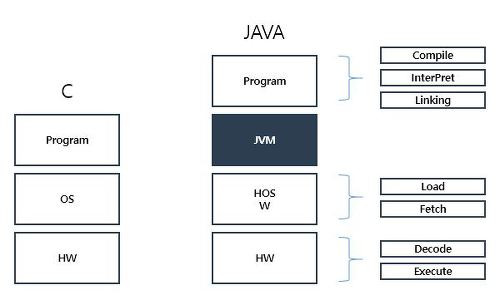 JAVA
C
Program
OS
HW
Program
JVM
HOS
W
HW
Compile
InterPret
Linking
Load
Fetch
Decode
Execute